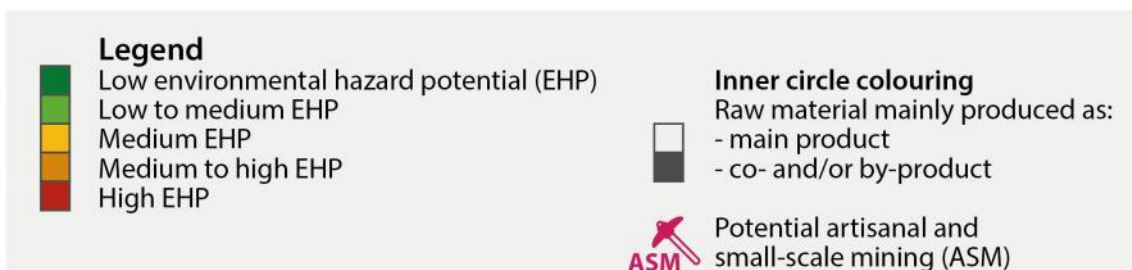 Legend
Low environmental hazard potential (EHP)
Low to medium EHP
Medium EHP
Medium to high EHP
High EHP
Inner circle colouring
Raw material mainly produced as:
- main product
- co- and/or by-product
ASM
Potential artisanal and
small-scale mining (ASM)